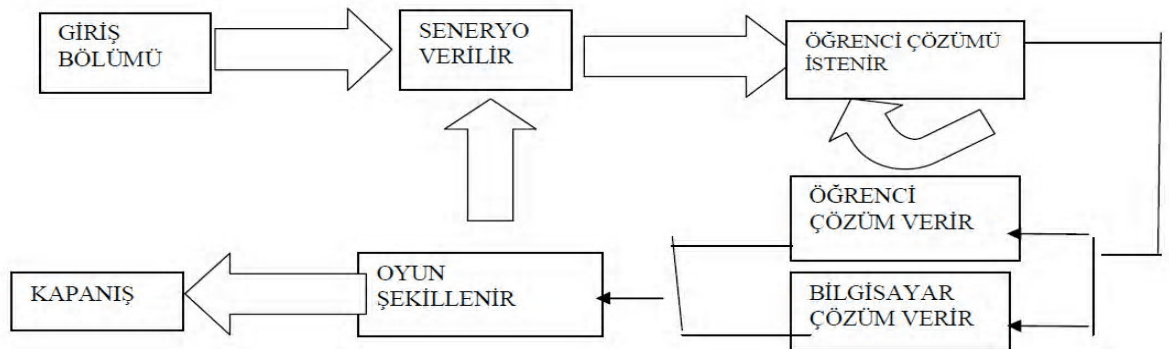 GİRİŞ
BÖLÜMÜ
SENERYO
VERİLİR
ÖĞRENCİ ÇÖZÜMÜ
İSTENİR
ÖĞRENCİ
ÇÖZÜM VERİR
BİLGİSAYAR
ÇÖZÜM VERİR
OYUN
ŞEKİLLENİR
KAPANIŞ